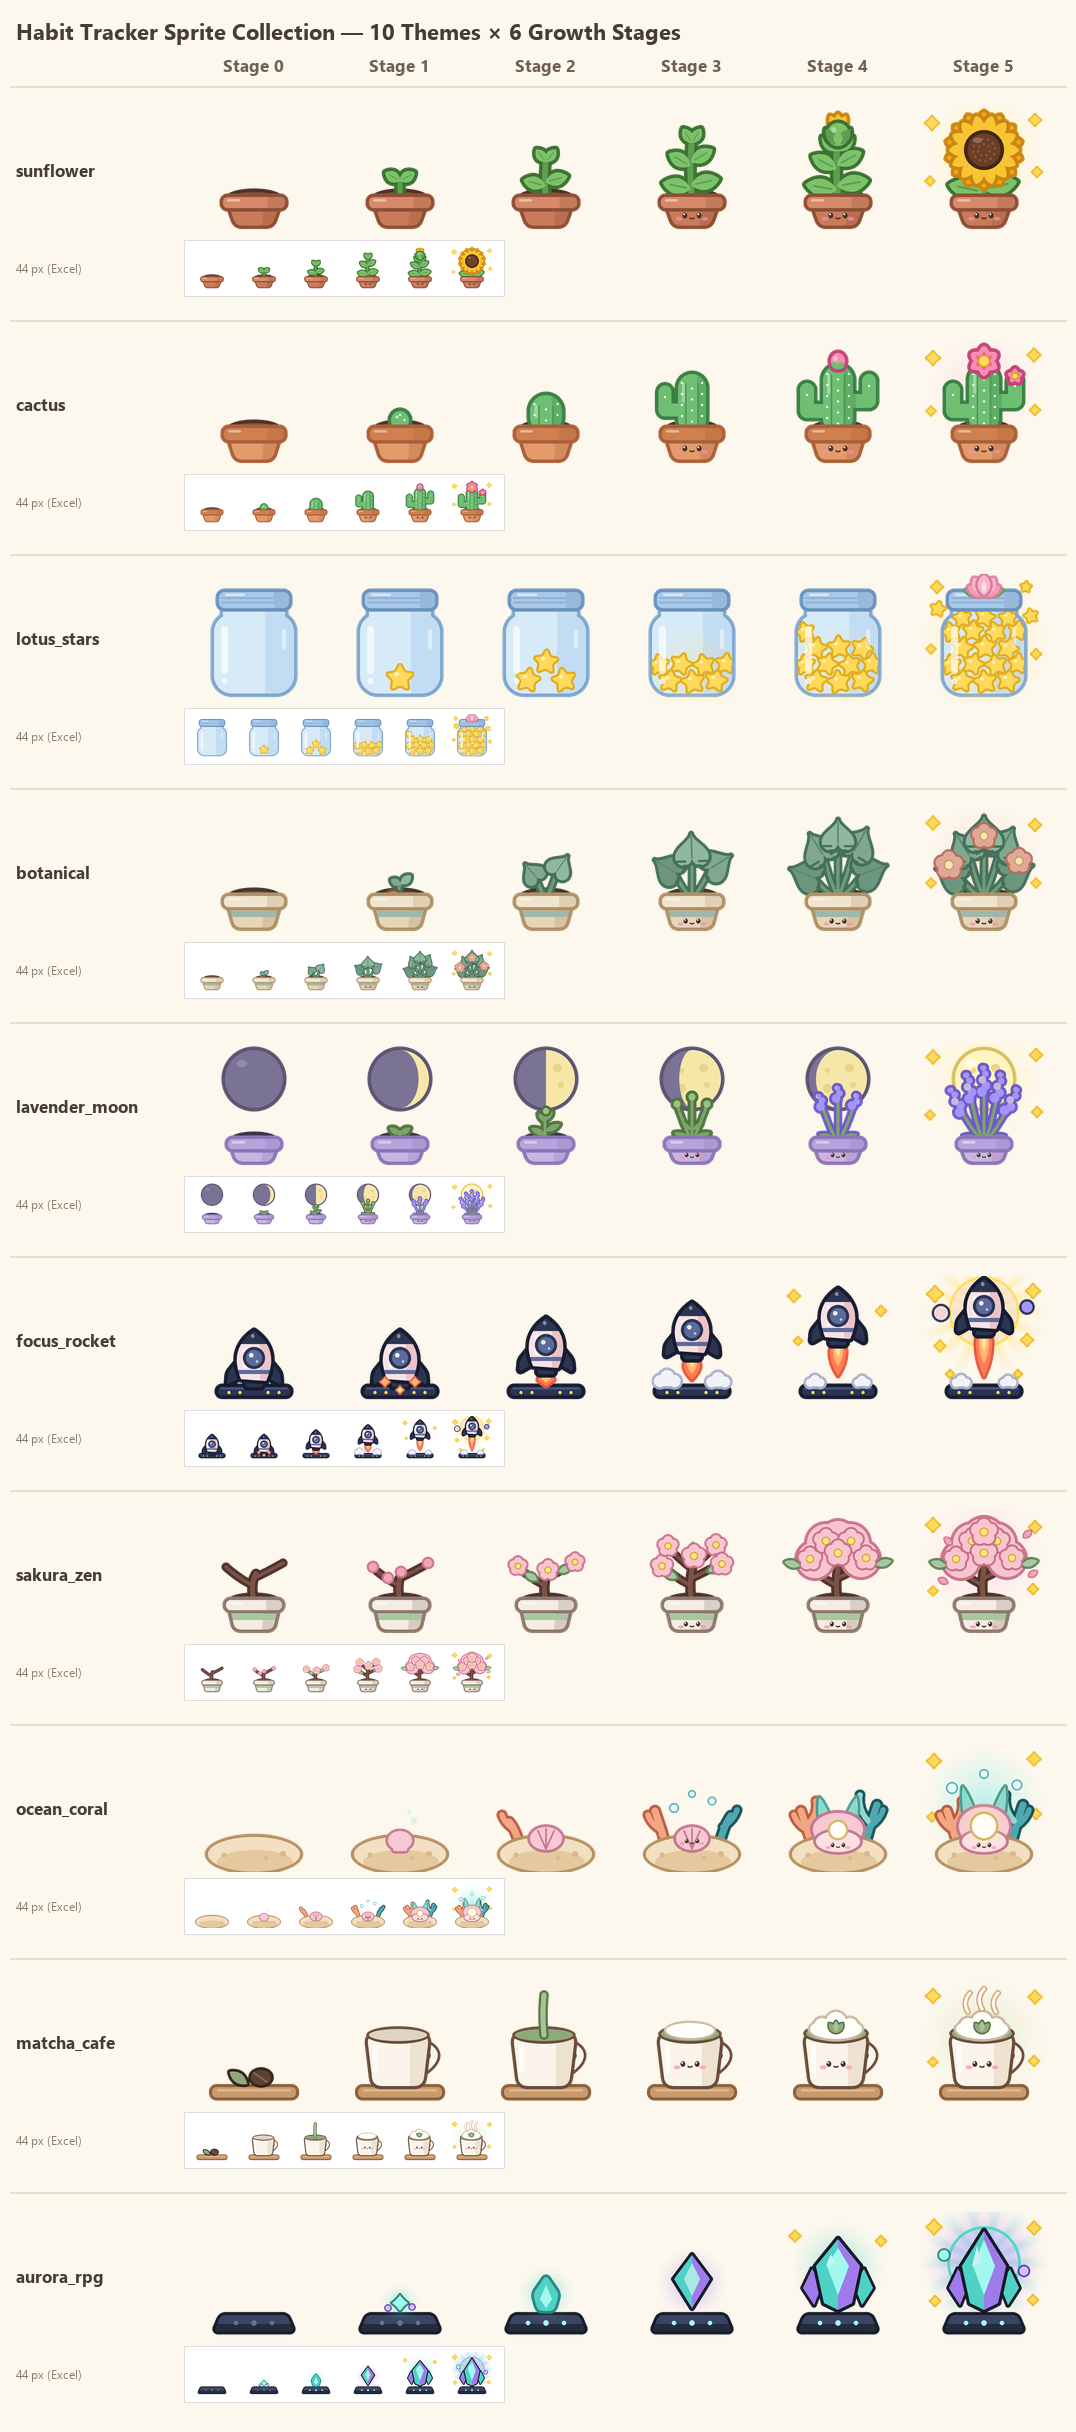 Habit Tracker Sprite Collection — 10 Themes × 6 Growth Stages
Stage 0 Stage 1 Stage 2 Stage 3 Stage 4 Stage 5
sunflower
44 px (Excel)
cactus
44 px (Excel)
lotus_stars
44 px (Excel)
botanical
44 px (Excel)
lavender_moon
44 px (Excel)
focus_rocket
44 px (Excel)
sakura_zen
44 px (Excel)
ocean_coral
44 px (Excel)
matcha_cafe
44 px (Excel)
aurora_rpg
44 px (Excel)